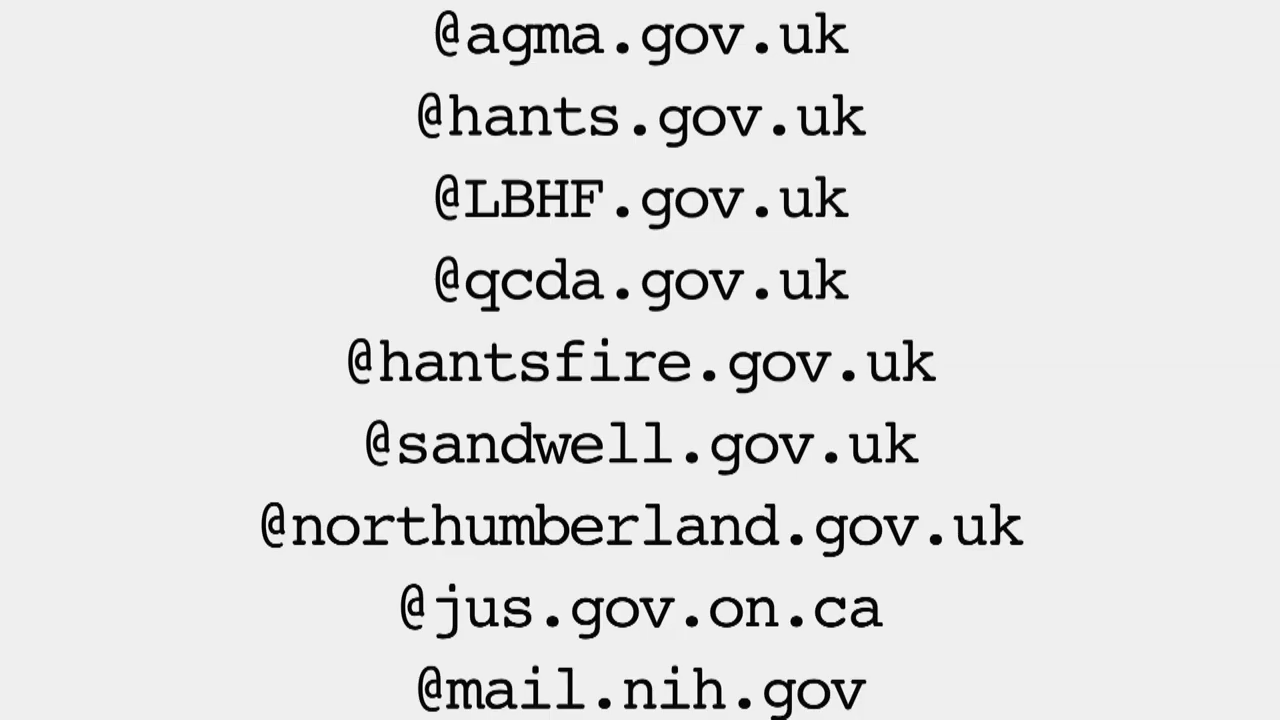 @agma.gov.uk
@hants.gov.uk
@LBHF.gov.uk
@qcda.gov.uk
@hantsfire.gov.uk
@sandwell.gov.uk
@northumberland.gov.uk
@jus.gov.on.ca
@mail.nih.gov